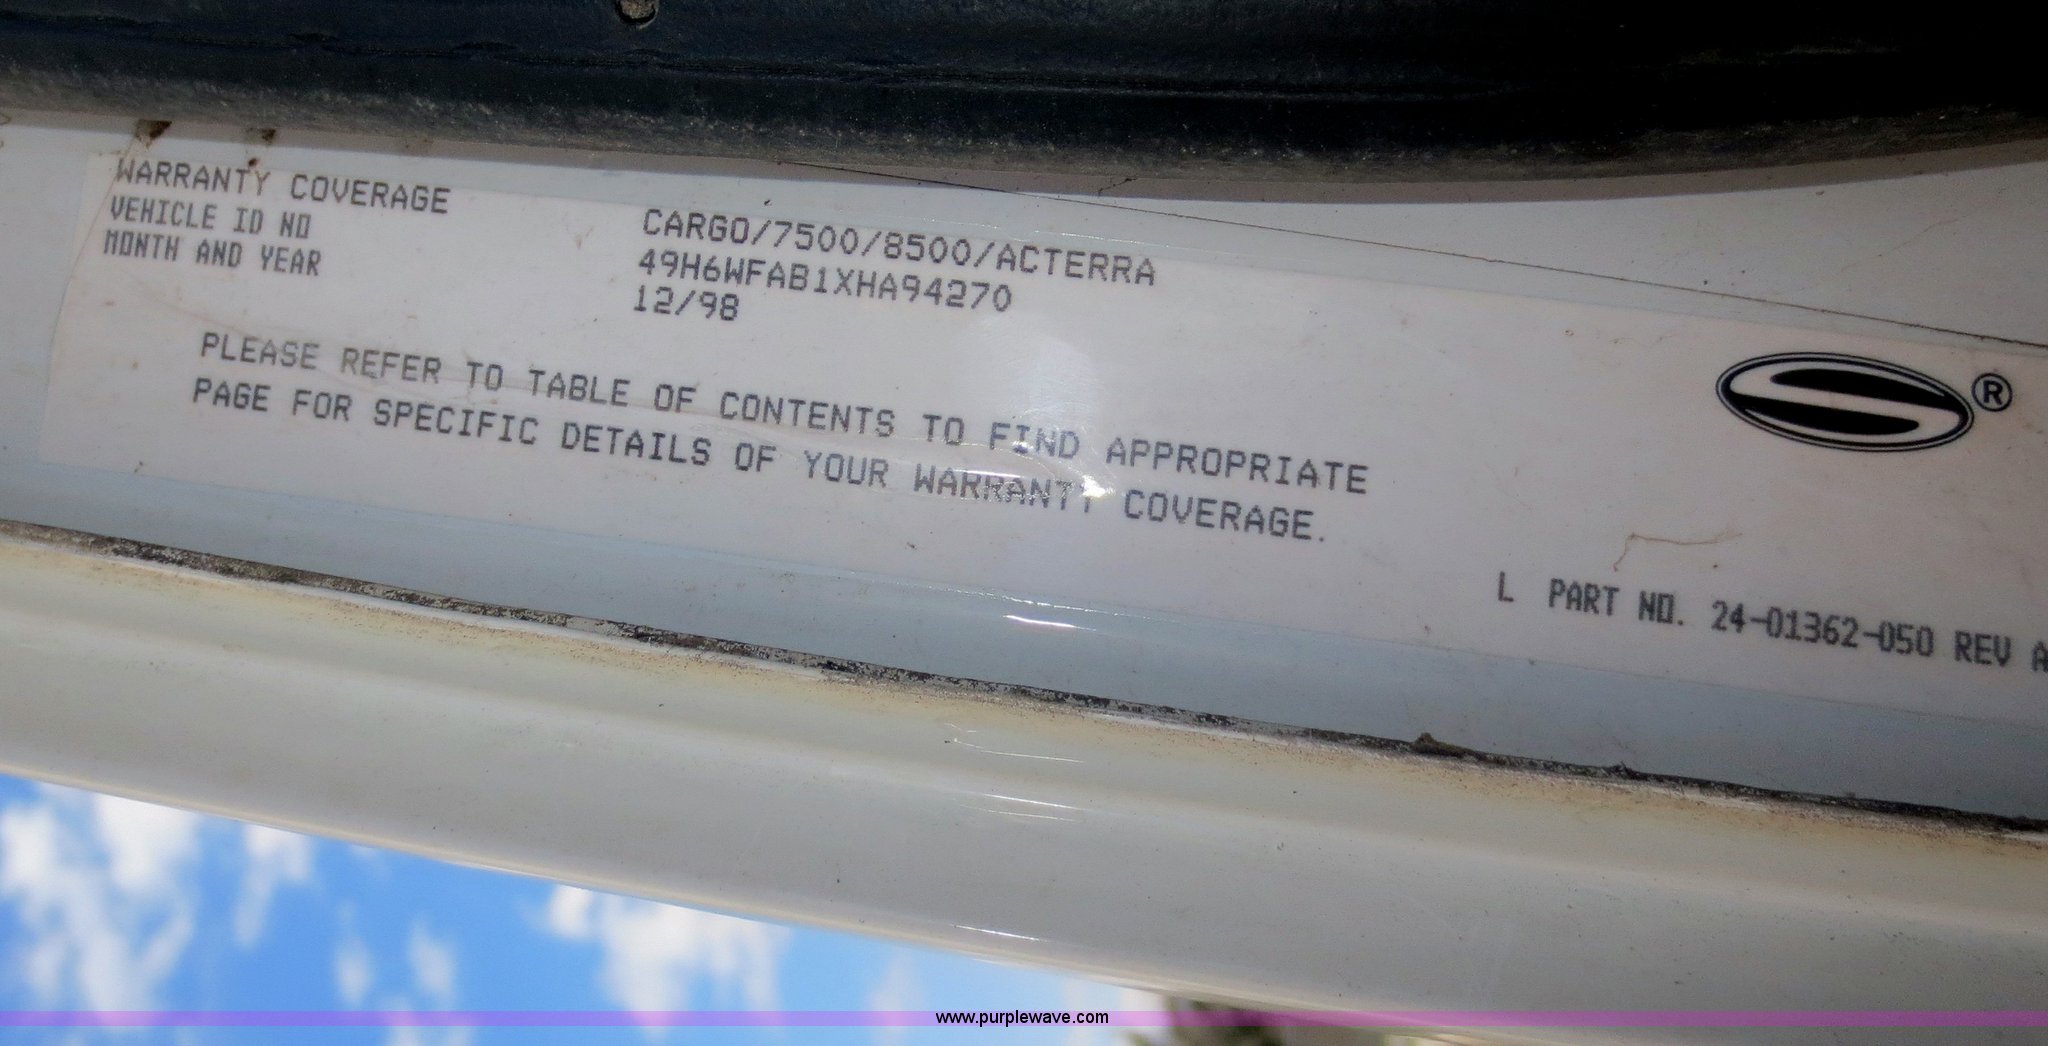 WARRANTY COVERAGE CARGO/7500/8500/ACTERRA
VEHICLE ID NO 49H6WFAB1XHA94270
MONTH AND YEAR 12/98
PLEASE REFER TO TABLE OF CONTENTS TO FIND APPROPRIATE
PAGE FOR SPECIFIC DETAILS OF YOUR WARRANTY COVERAGE.
®
L PART NO. 24-01362-050 REV A
www.purplewave.com